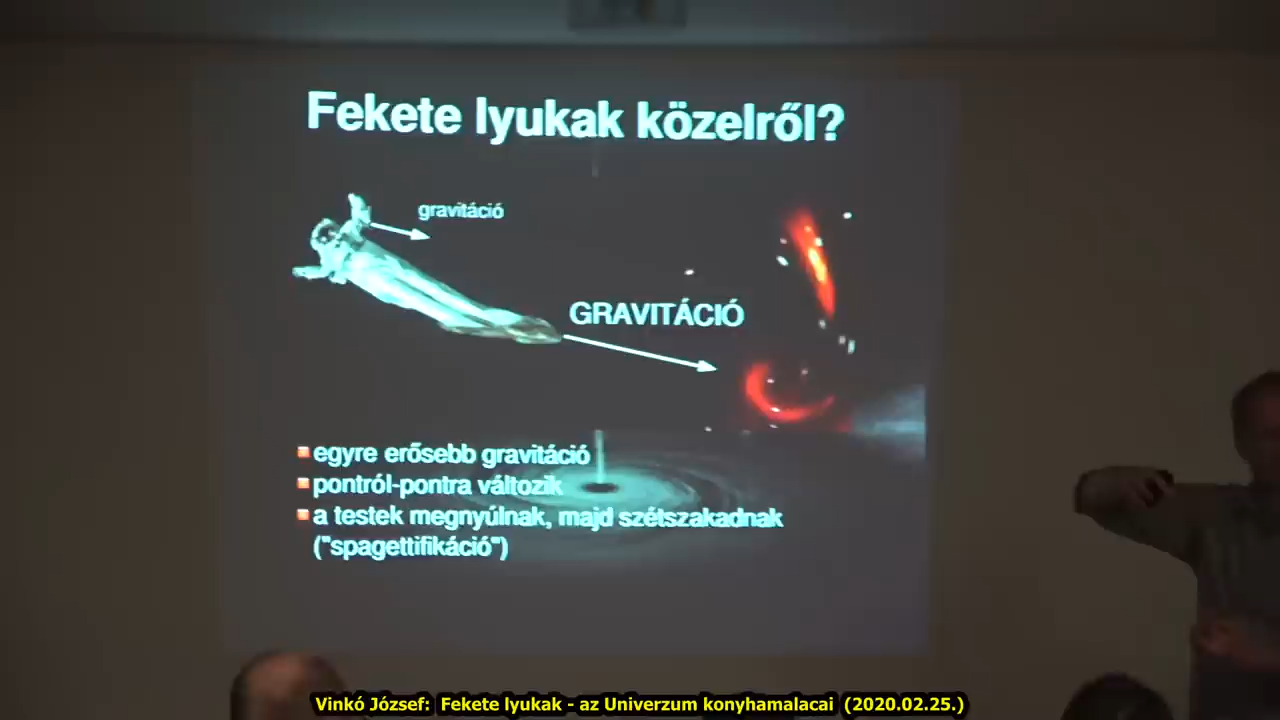 Fekete lyukak közelről?
gravitáció
GRAVITÁCIÓ
egyre erősebb gravitáció
pontról-pontra változik
a testek megnyúlnak, majd szétszakadnak
("spagettifikáció")
Vinkó József: Fekete lyukak - az Univerzum konyhamalacai (2020.02.25.)